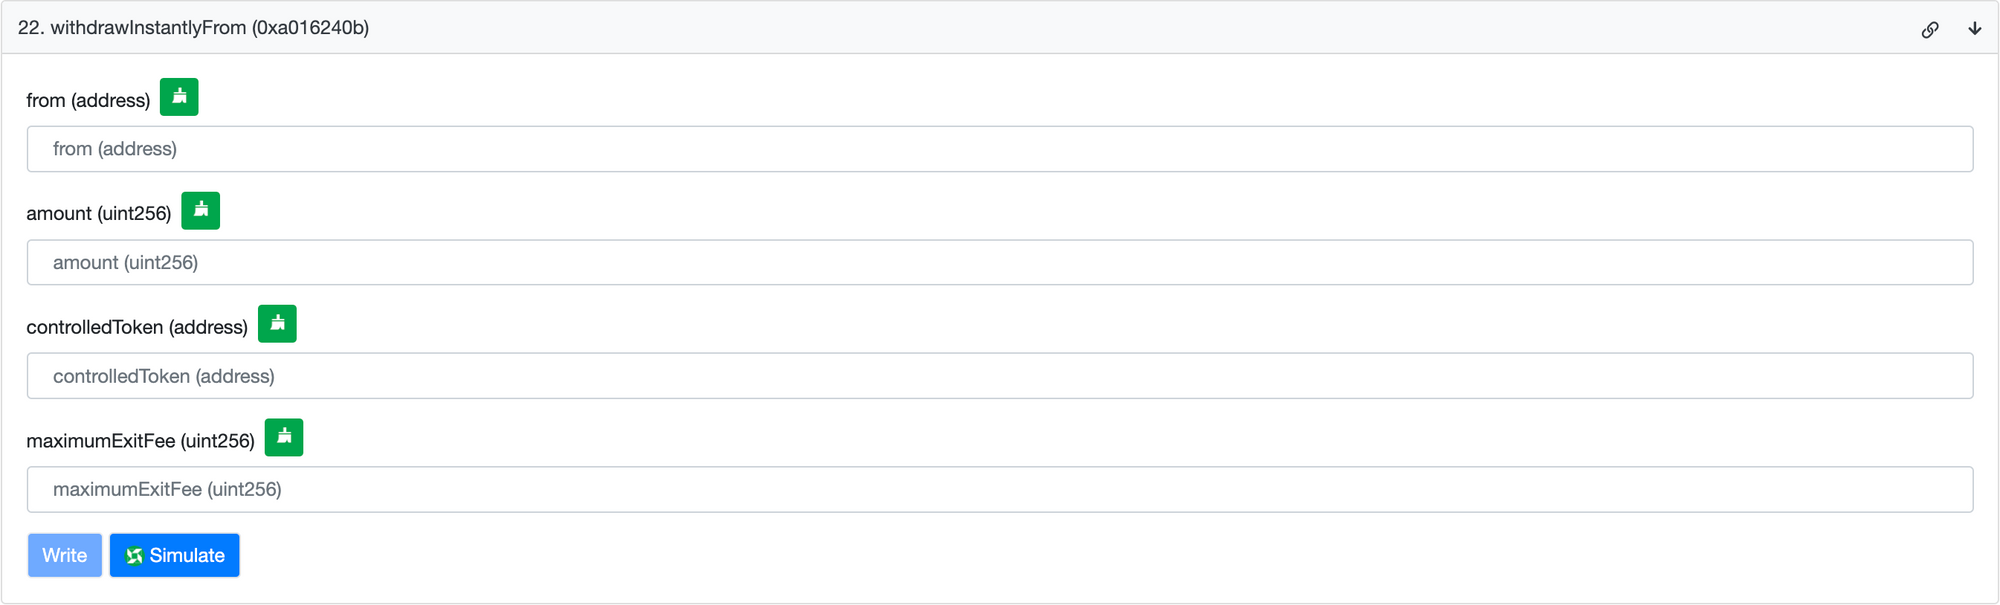 22. withdrawInstantlyFrom (0xa016240b)
from (address)
from (address)
amount (uint256)
amount (uint256)
controlledToken (address)
controlledToken (address)
maximumExitFee (uint256)
maximumExitFee (uint256)
Write Simulate